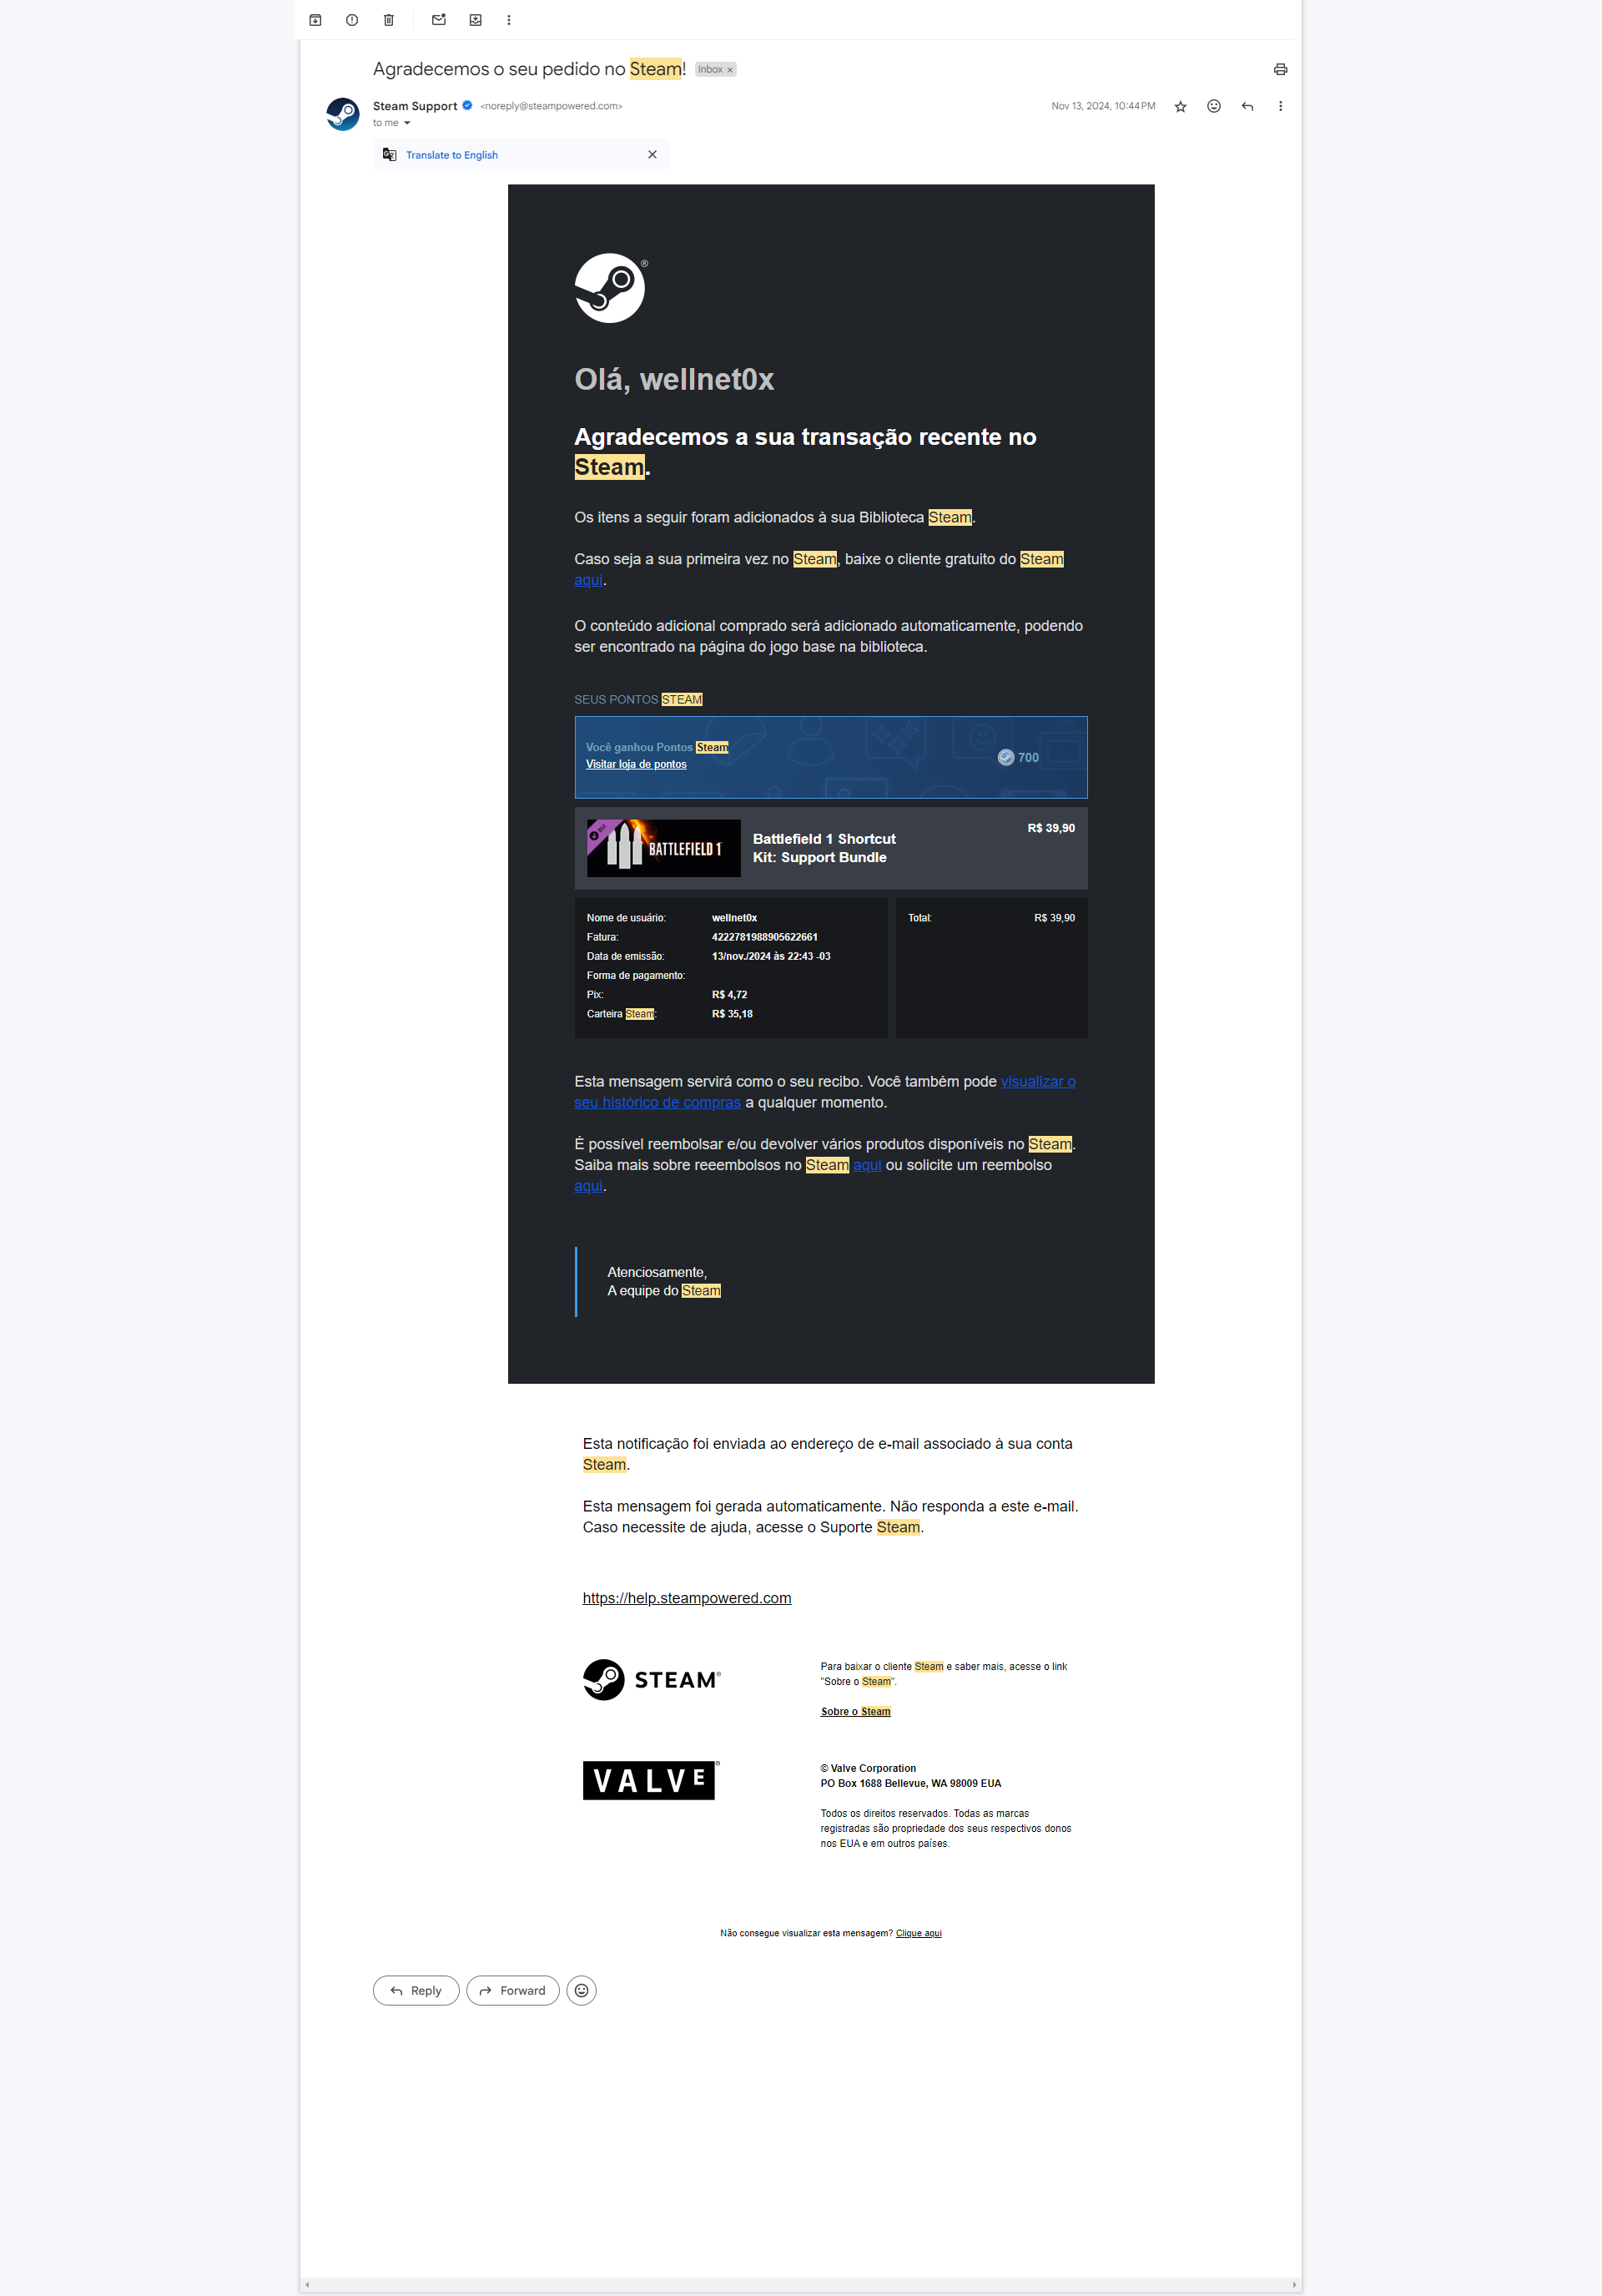 Agradecemos o seu pedido no Steam! Inbox x
Steam Support <noreply@steampowered.com> Nov 13, 2024, 10:44 PM
to me
Translate to English
Olá, wellnet0x
Agradecemos a sua transação recente no
Steam.
Os itens a seguir foram adicionados à sua Biblioteca Steam.
Caso seja a sua primeira vez no Steam, baixe o cliente gratuito do Steam
aqui.
O conteúdo adicional comprado será adicionado automaticamente, podendo
ser encontrado na página do jogo base na biblioteca.
SEUS PONTOS STEAM
Você ganhou Pontos Steam
Visitar loja de pontos
700
DLC
BATTLEFIELD 1
Battlefield 1 Shortcut
Kit: Support Bundle
R$ 39,90
Nome de usuário: wellnet0x
Fatura: 4222781988905622661
Data de emissão: 13/nov./2024 às 22:43 -03
Forma de pagamento:
Pix: R$ 4,72
Carteira Steam: R$ 35,18
Total: R$ 39,90
Esta mensagem servirá como o seu recibo. Você também pode visualizar o
seu histórico de compras a qualquer momento.
É possível reembolsar e/ou devolver vários produtos disponíveis no Steam.
Saiba mais sobre reeembolsos no Steam aqui ou solicite um reembolso
aqui.
Atenciosamente,
A equipe do Steam
Esta notificação foi enviada ao endereço de e-mail associado à sua conta
Steam.
Esta mensagem foi gerada automaticamente. Não responda a este e-mail.
Caso necessite de ajuda, acesse o Suporte Steam.
https://help.steampowered.com
STEAM®
Para baixar o cliente Steam e saber mais, acesse o link
"Sobre o Steam".
Sobre o Steam
VALVE®
© Valve Corporation
PO Box 1688 Bellevue, WA 98009 EUA
Todos os direitos reservados. Todas as marcas
registradas são propriedade dos seus respectivos donos
nos EUA e em outros países.
Não consegue visualizar esta mensagem? Clique aqui
Reply
Forward